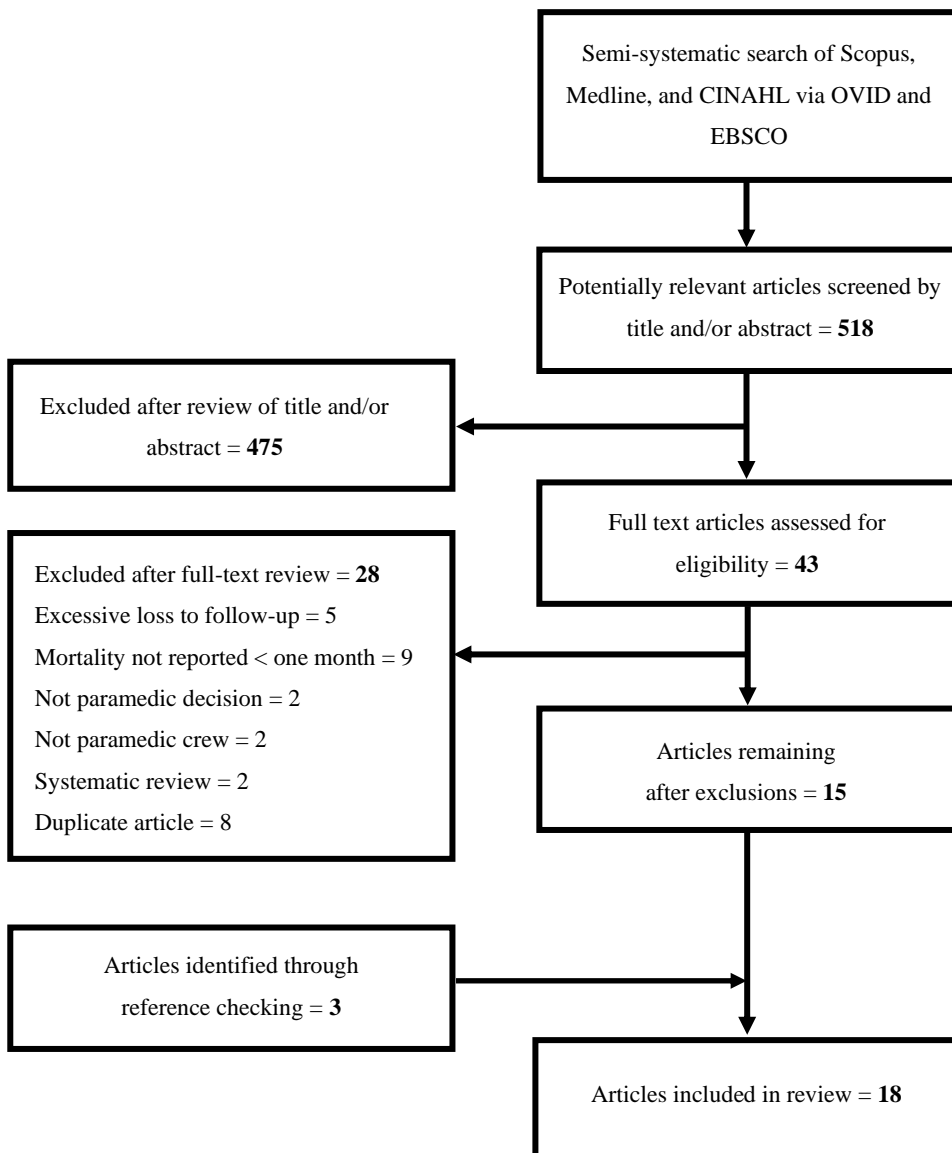 Semi-systematic search of Scopus,
Medline, and CINAHL via OVID and
EBSCO
Potentially relevant articles screened by
title and/or abstract = 518
Excluded after review of title and/or
abstract = 475
Full text articles assessed for
eligibility = 43
Excluded after full-text review = 28
Excessive loss to follow-up = 5
Mortality not reported < one month = 9
Not paramedic decision = 2
Not paramedic crew = 2
Systematic review = 2
Duplicate article = 8
Articles remaining
after exclusions = 15
Articles identified through
reference checking = 3
Articles included in review = 18